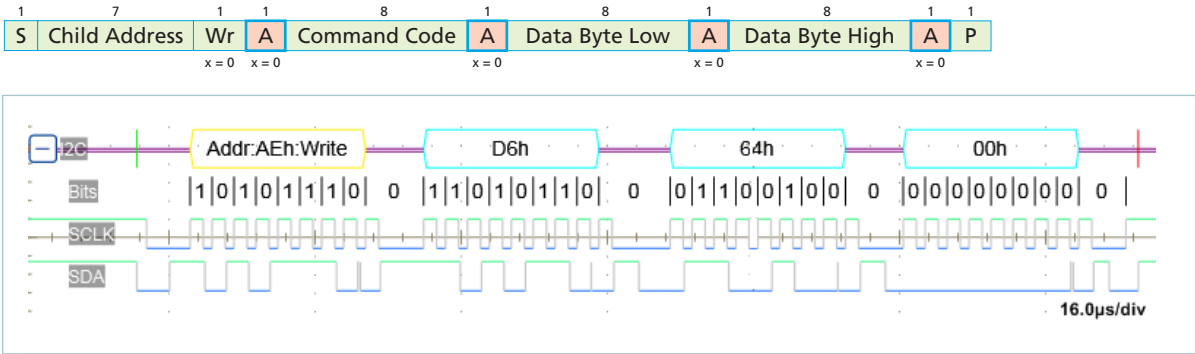 1 7 1 1 8 1 8 1 8 1 1
S Child Address Wr A Command Code A Data Byte Low A Data Byte High A P
x = 0 x = 0 x = 0 x = 0 x = 0
I2C Addr:AEh:Write D6h 64h 00h
Bits 1 0 1 0 1 1 1 0 0 1 1 0 1 0 1 1 0 0 0 1 1 0 0 1 0 0 0 0 0 0 0 0 0 0 0 0 0
SCLK
SDA
16.0µs/div